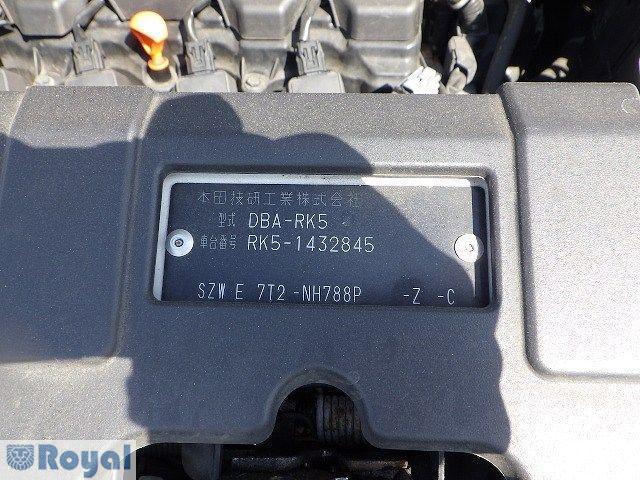 本田技研工業株式会社
型式 DBA-RK5
車台番号 RK5-1432845
SZW E 7T2 -NH788P -Z -C
Royal